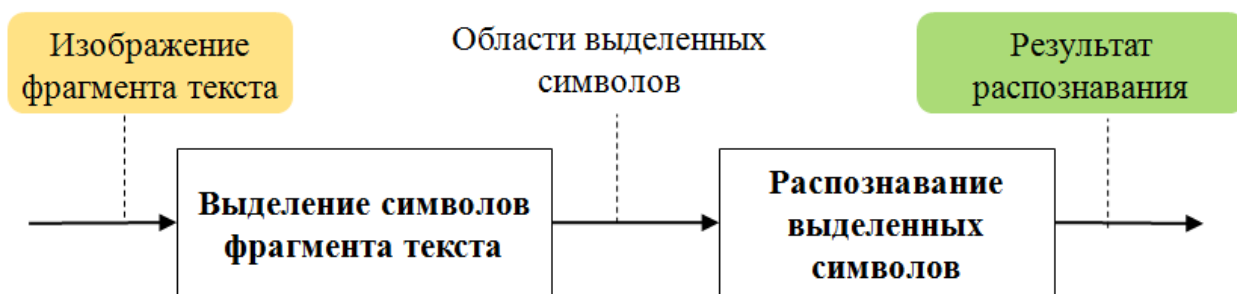 Изображение
фрагмента текста
Области выделенных
символов
Результат
распознавания
Выделение символов
фрагмента текста
Распознавание
выделенных
символов